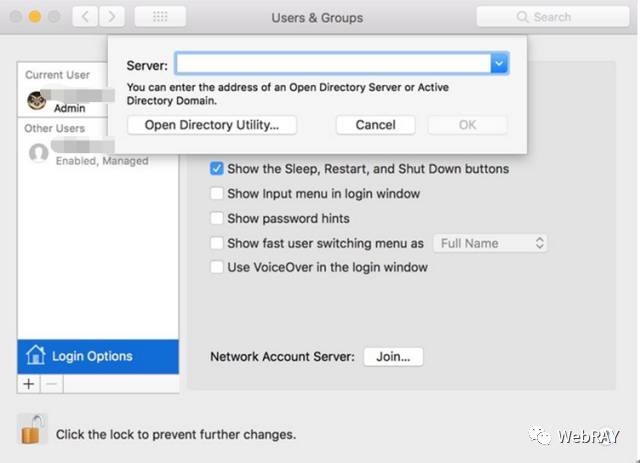 Users & Groups
Search
Server:
You can enter the address of an Open Directory Server or Active
Directory Domain.
Open Directory Utility...
Cancel
OK
Current User
Admin
Other Users
Enabled, Managed
Show the Sleep, Restart, and Shut Down buttons
Show Input menu in login window
Show password hints
Show fast user switching menu as
Full Name
Use VoiceOver in the login window
Login Options
Network Account Server:
Join...
+
−
Click the lock to prevent further changes.
WebRAY